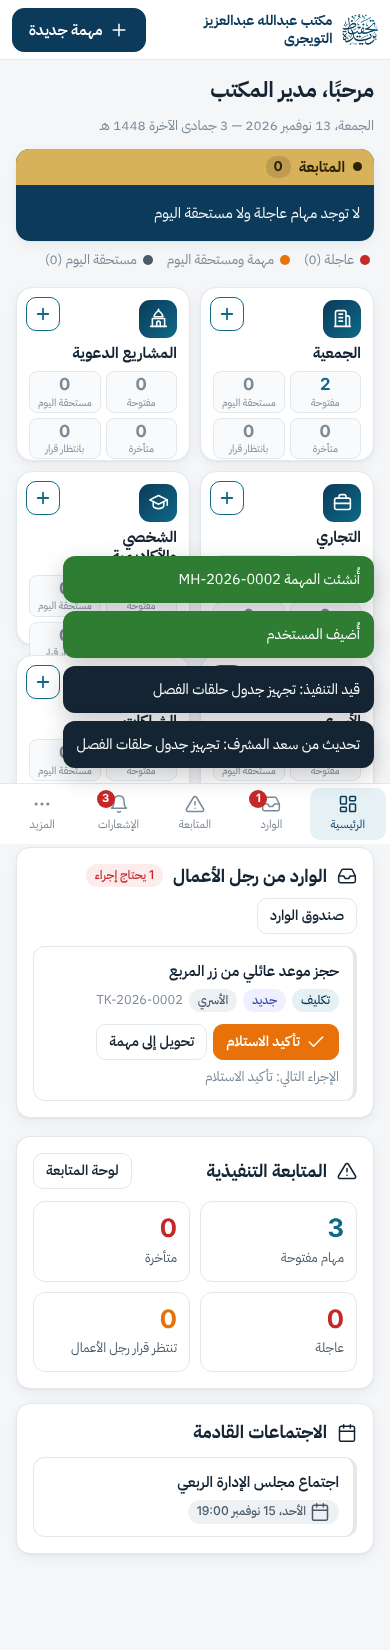 مكتب عبدالله عبدالعزيز
التويجري
مهمة جديدة
مرحبًا، مدير المكتب
الجمعة، 13 نوفمبر 2026 — 3 جمادى الآخرة 1448 هـ
المتابعة 0
لا توجد مهام عاجلة ولا مستحقة اليوم
عاجلة (0) مهمة ومستحقة اليوم مستحقة اليوم (0)
الجمعية
2 مفتوحة
0 مستحقة اليوم
0 متأخرة
0 بانتظار قرار
المشاريع الدعوية
0 مفتوحة
0 مستحقة اليوم
0 متأخرة
0 بانتظار قرار
التجاري
الشخصي
والأكاديمية
أُنشئت المهمة MH-2026-0002
أُضيف المستخدم
قيد التنفيذ: تجهيز جدول حلقات الفصل
تحديث من سعد المشرف: تجهيز جدول حلقات الفصل
مفتوحة
مستحقة اليوم
الرئيسية
الوارد 1
المتابعة
الإشعارات 3
المزيد
الوارد من رجل الأعمال
1 يحتاج إجراء
صندوق الوارد
حجز موعد عائلي من زر المربع
تكليف جديد الأسري TK-2026-0002
تأكيد الاستلام
تحويل إلى مهمة
الإجراء التالي: تأكيد الاستلام
المتابعة التنفيذية
لوحة المتابعة
3
مهام مفتوحة
0
متأخرة
0
عاجلة
0
تنتظر قرار رجل الأعمال
الاجتماعات القادمة
اجتماع مجلس الإدارة الربعي
الأحد، 15 نوفمبر 19:00